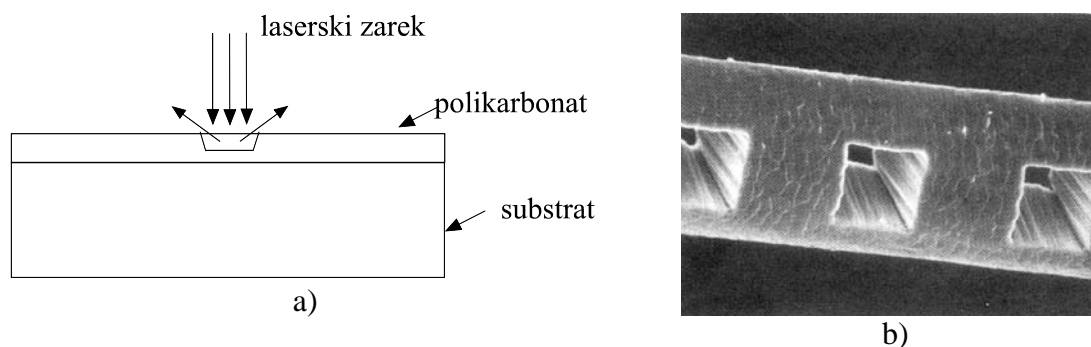 laserski zarek
polikarbonat
substrat
a)
b)